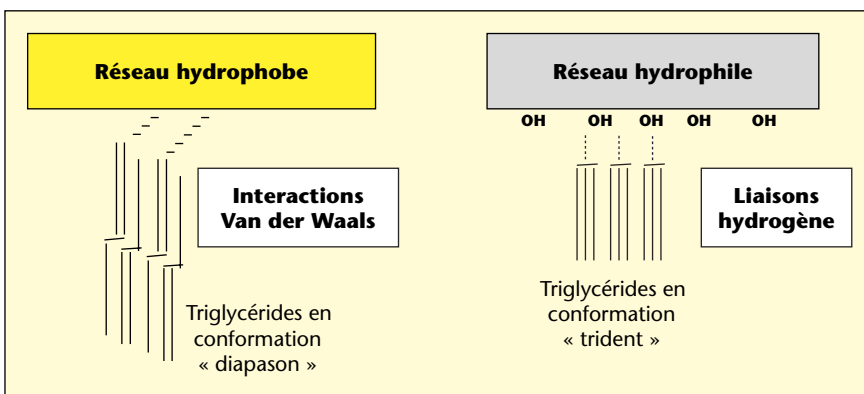 Réseau hydrophobe
Interactions
Van der Waals
Triglycérides en
conformation
« diapason »
Réseau hydrophile
OH OH OH OH OH
Liaisons
hydrogène
Triglycérides en
conformation
« trident »